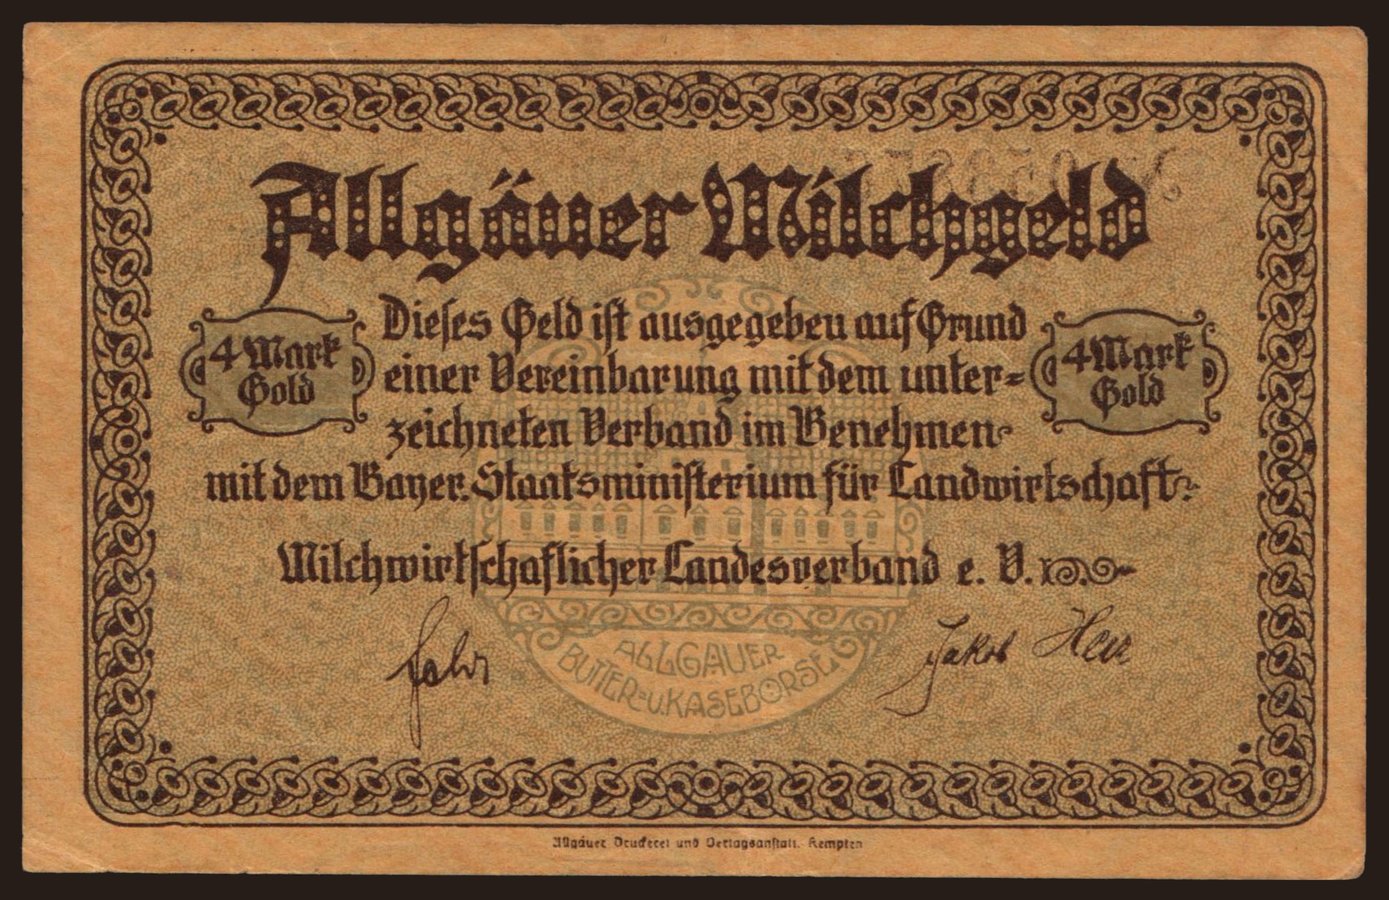 Allgäuer Milchgeld
4 Mark
Gold
Dieses Geld ist ausgegeben auf Grund
einer Vereinbarung mit dem unter-
zeichneten Verband im Benehmen
mit dem Bayer. Staatsministerium für Landwirtschaft.
4 Mark
Gold
Milchwirtschaftlicher Landesverband e. V.
Jakob Herz
ALLGÄUER
BUTTER- U. KÄSEBÖRSE
Allgäuer Druckerei und Verlagsanstalt. Kempten